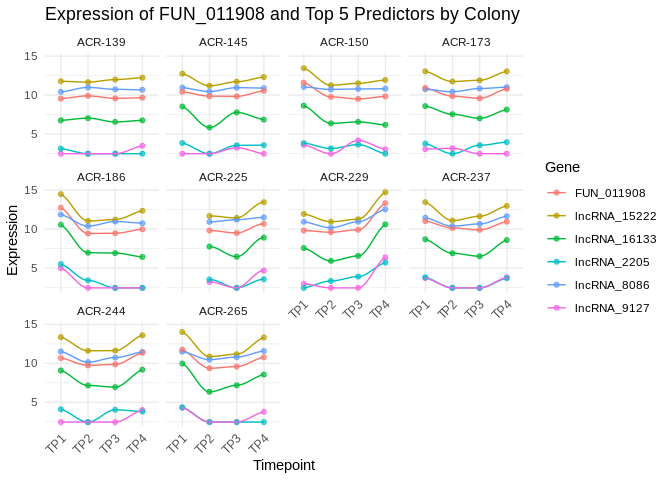 Expression of FUN_011908 and Top 5 Predictors by Colony
ACR-139 ACR-145 ACR-150 ACR-173
15
10
5
ACR-186 ACR-225 ACR-229 ACR-237
15
10
5
TP1 TP2 TP3 TP4 TP1 TP2 TP3 TP4
ACR-244 ACR-265
15
10
5
TP1 TP2 TP3 TP4 TP1 TP2 TP3 TP4
Timepoint
Expression
Gene
FUN_011908
lncRNA_15222
lncRNA_16133
lncRNA_2205
lncRNA_8086
lncRNA_9127